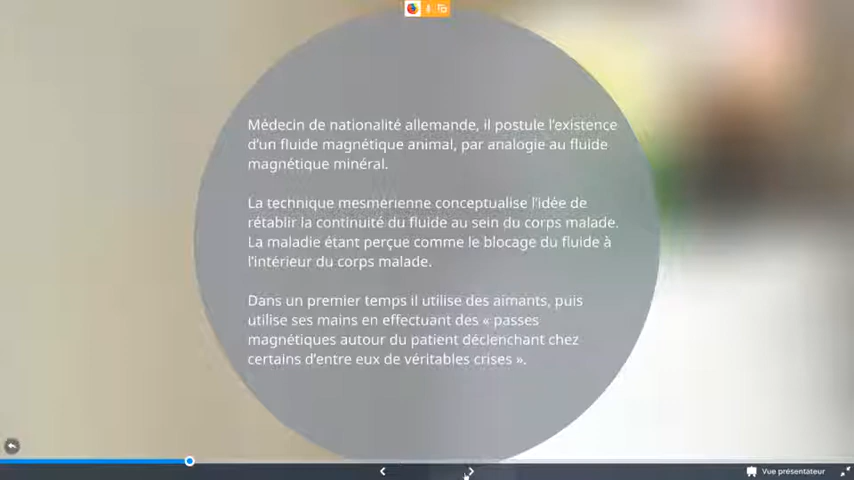 Médecin de nationalité allemande, il postule l'existence
d'un fluide magnétique animal, par analogie au fluide
magnétique minéral.
La technique mesmérienne conceptualise l'idée de
rétablir la continuité du fluide au sein du corps malade.
La maladie étant perçue comme le blocage du fluide à
l'intérieur du corps malade.
Dans un premier temps il utilise des aimants, puis
utilise ses mains en effectuant des « passes
magnétiques autour du patient déclenchant chez
certains d'entre eux de véritables crises ».
Vue présentateur